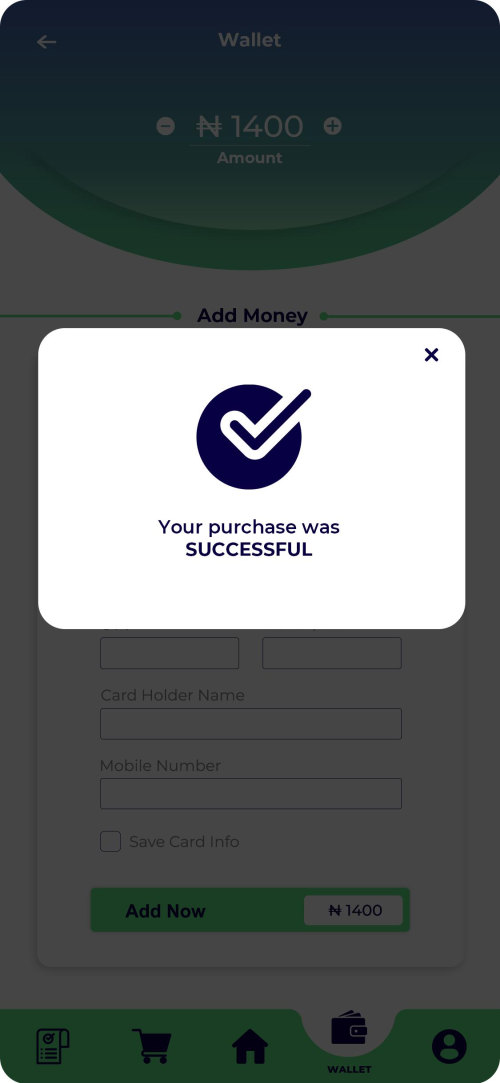 Wallet
₦ 1400
Amount
Add Money
Your purchase was
SUCCESSFUL
Card Holder Name
Mobile Number
Save Card Info
Add Now
₦ 1400
WALLET